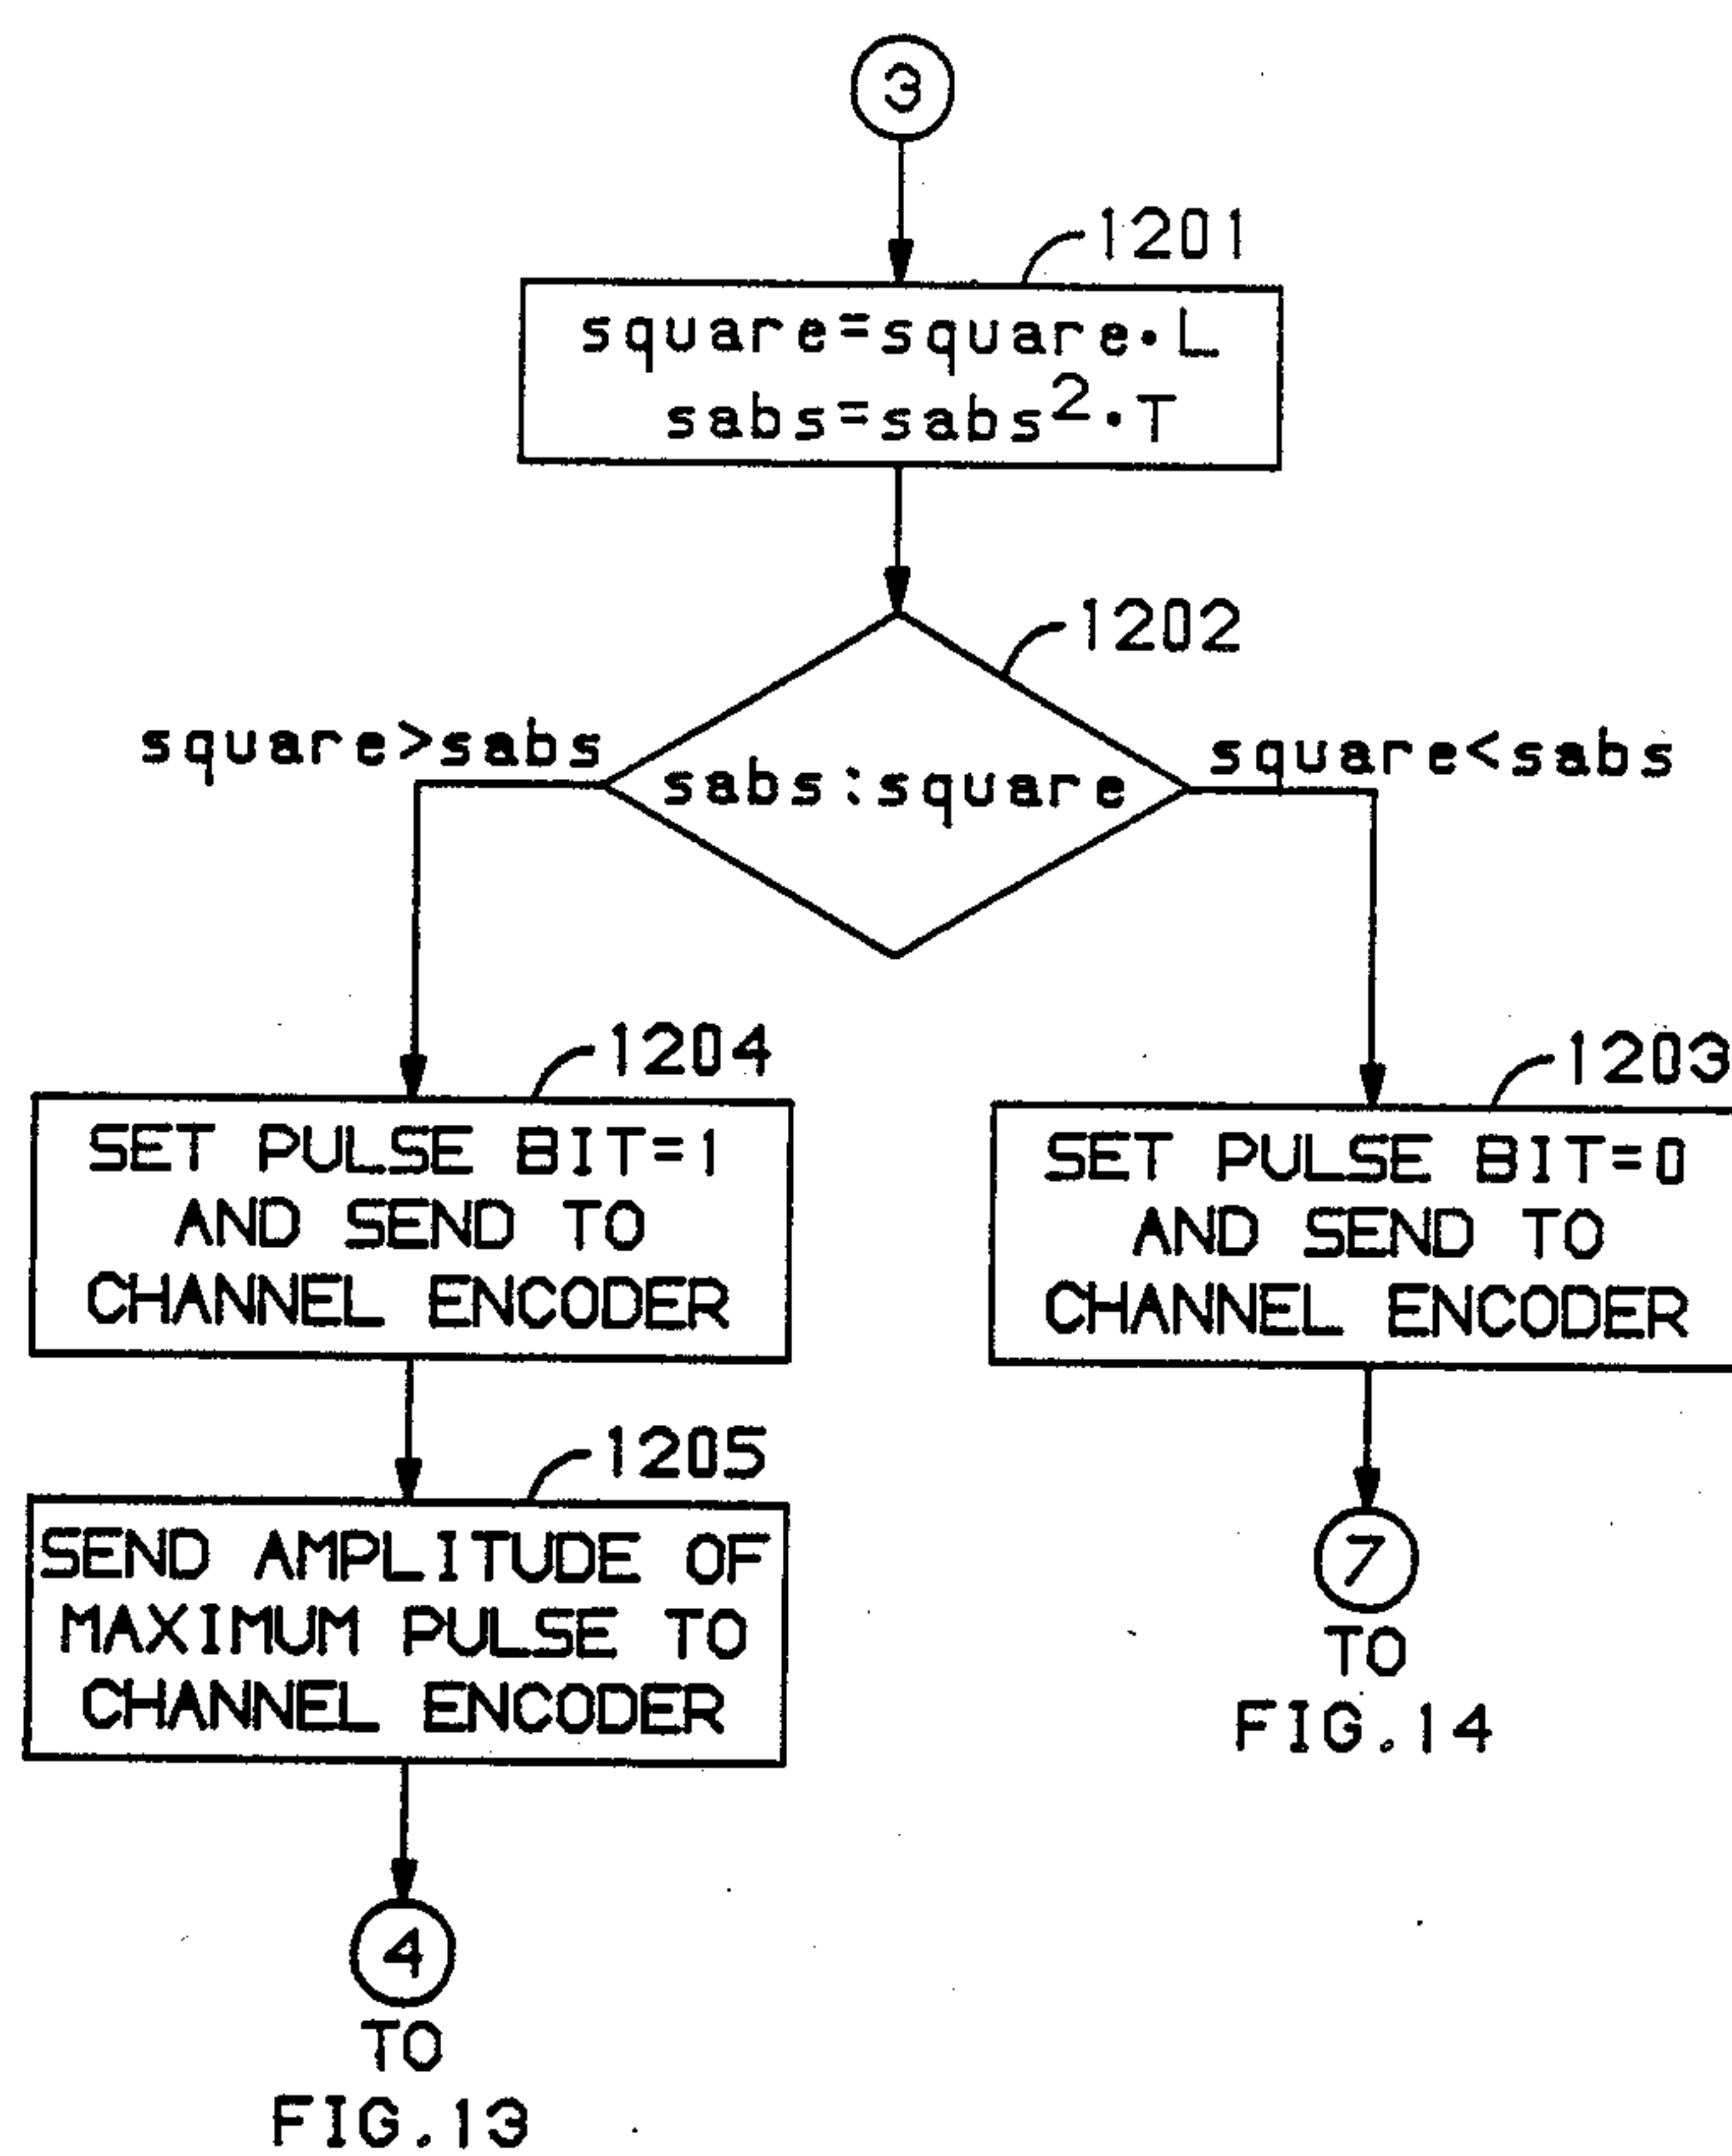 3
1201
square=square·L
sabs=sabs²·T
1202
square>sabs
sabs:square
square<sabs
1204
SET PULSE BIT=1
AND SEND TO
CHANNEL ENCODER
1203
SET PULSE BIT=0
AND SEND TO
CHANNEL ENCODER
1205
SEND AMPLITUDE OF
MAXIMUM PULSE TO
CHANNEL ENCODER
7
TO
FIG.14
4
TO
FIG.13